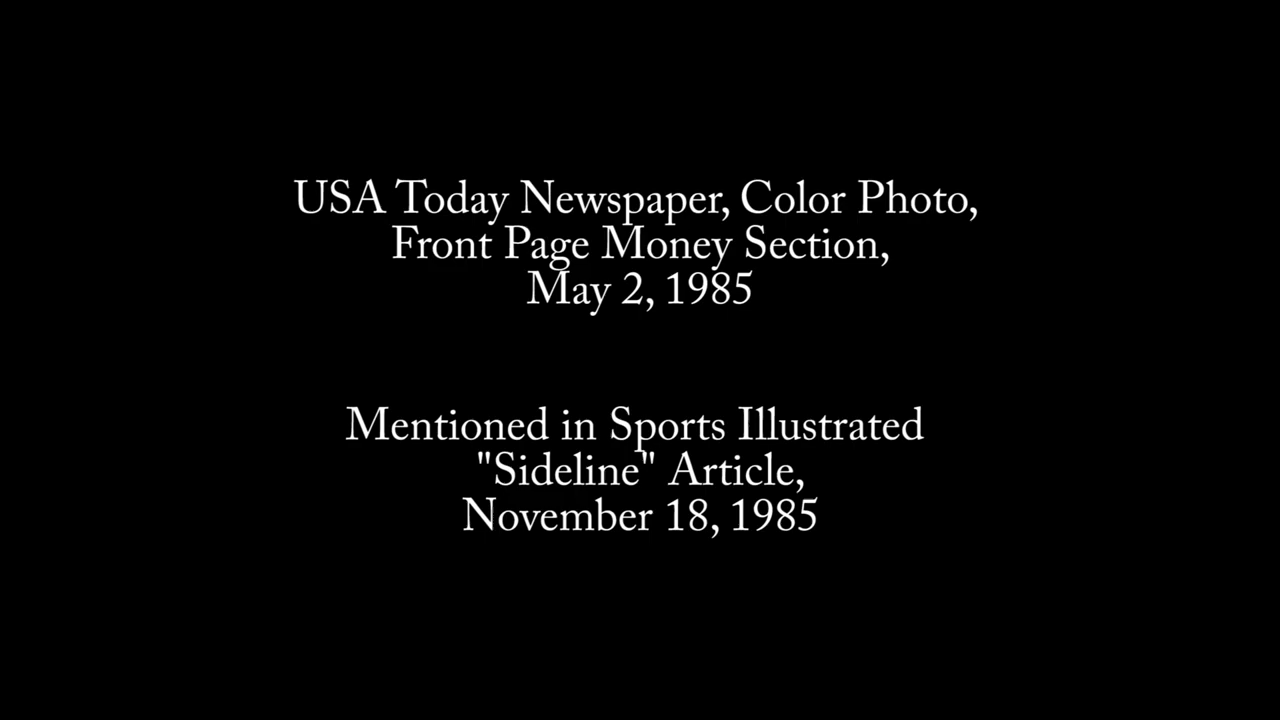 USA Today Newspaper, Color Photo,
Front Page Money Section,
May 2, 1985
Mentioned in Sports Illustrated
"Sideline" Article,
November 18, 1985